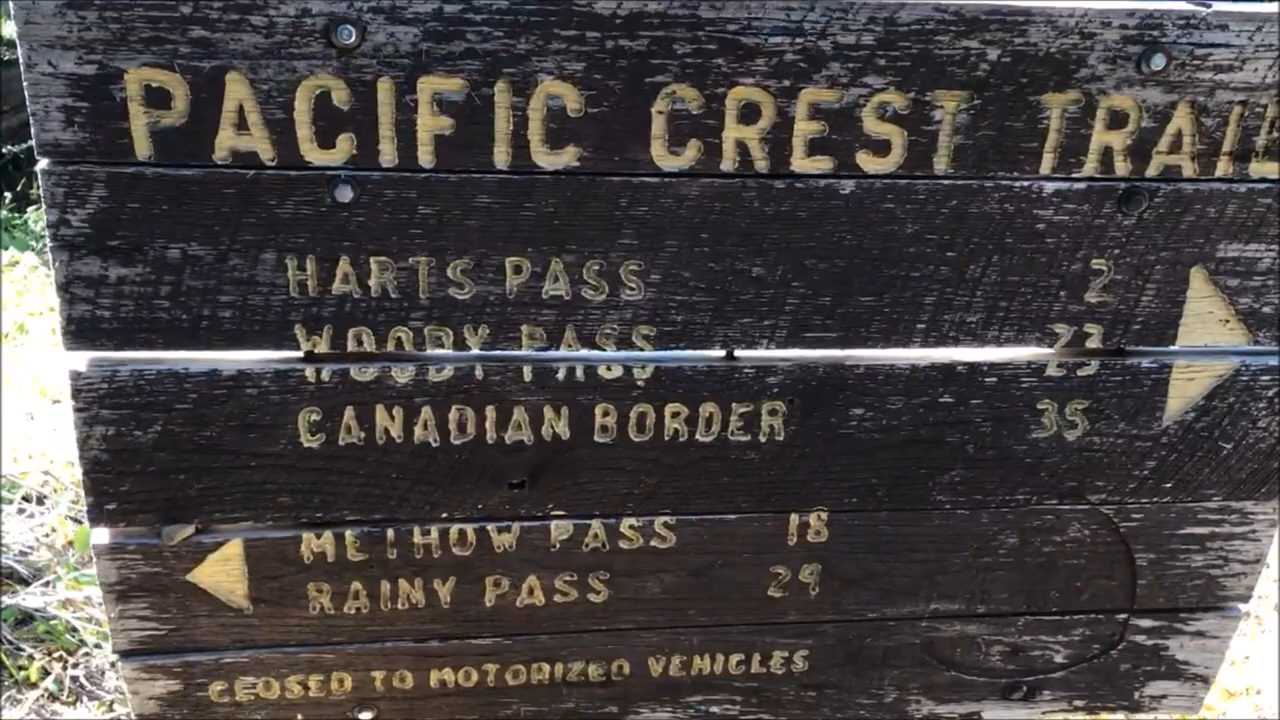 PACIFIC CREST TRAIL
HARTS PASS 2
WOODY PASS 23
CANADIAN BORDER 35
METHOW PASS 18
RAINY PASS 29
CLOSED TO MOTORIZED VEHICLES